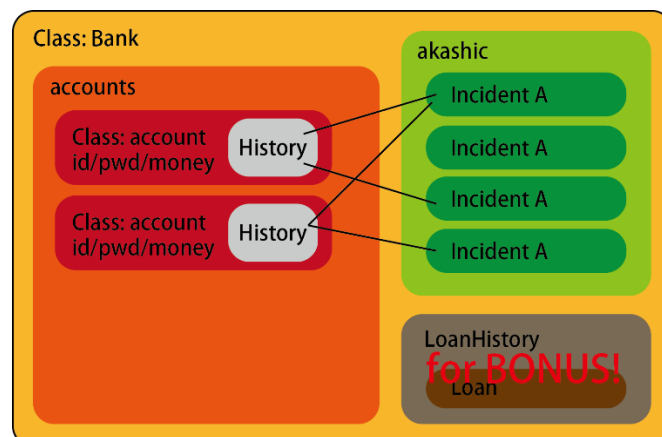 Class: Bank
accounts
Class: account
id/pwd/money
History
Class: account
id/pwd/money
History
akashic
Incident A
Incident A
Incident A
Incident A
LoanHistory
for BONUS!
Loan